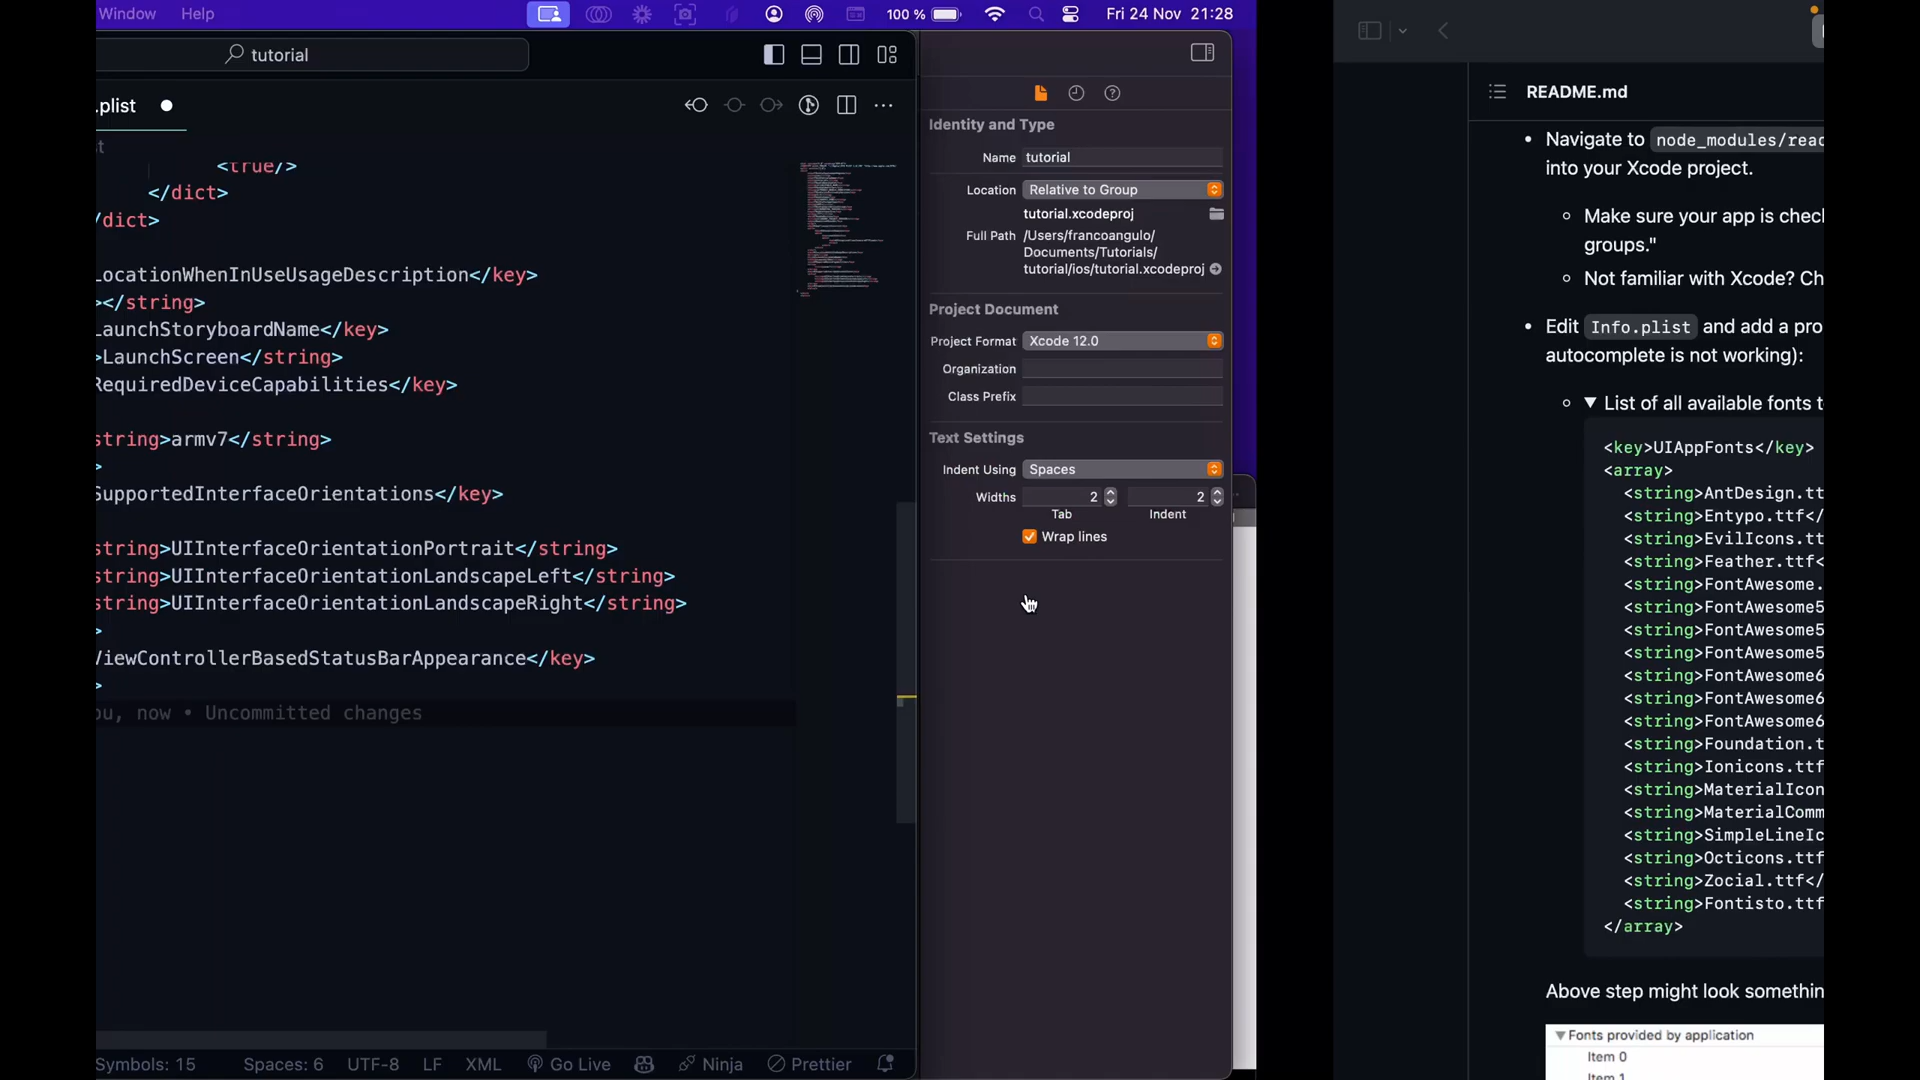 Window Help
100 % Fri 24 Nov 21:28
tutorial
.plist
st
<true/>
</dict>
/dict>
LocationWhenInUseUsageDescription</key>
></string>
LaunchStoryboardName</key>
>LaunchScreen</string>
RequiredDeviceCapabilities</key>
string>armv7</string>
>
SupportedInterfaceOrientations</key>
string>UIInterfaceOrientationPortrait</string>
string>UIInterfaceOrientationLandscapeLeft</string>
string>UIInterfaceOrientationLandscapeRight</string>
>
ViewControllerBasedStatusBarAppearance</key>
>
ou, now • Uncommitted changes
Symbols: 15 Spaces: 6 UTF-8 LF XML Go Live Ninja Prettier
Identity and Type
Name tutorial
Location Relative to Group
tutorial.xcodeproj
Full Path /Users/francoangulo/
Documents/Tutorials/
tutorial/ios/tutorial.xcodeproj
Project Document
Project Format Xcode 12.0
Organization
Class Prefix
Text Settings
Indent Using Spaces
Widths 2 2
Tab Indent
Wrap lines
README.md
• Navigate to node_modules/reac
into your Xcode project.
Make sure your app is chec
groups."
Not familiar with Xcode? Ch
• Edit Info.plist and add a pro
autocomplete is not working):
▼ List of all available fonts t
<key>UIAppFonts</key>
<array>
<string>AntDesign.tt
<string>Entypo.ttf</
<string>EvilIcons.tt
<string>Feather.ttf<
<string>FontAwesome.
<string>FontAwesome5
<string>FontAwesome5
<string>FontAwesome5
<string>FontAwesome6
<string>FontAwesome6
<string>FontAwesome6
<string>Foundation.t
<string>Ionicons.ttf
<string>MaterialIcon
<string>MaterialComm
<string>SimpleLineIc
<string>Octicons.ttf
<string>Zocial.ttf</
<string>Fontisto.ttf
</array>
Above step might look somethin
▼Fonts provided by application
Item 0
Item 1